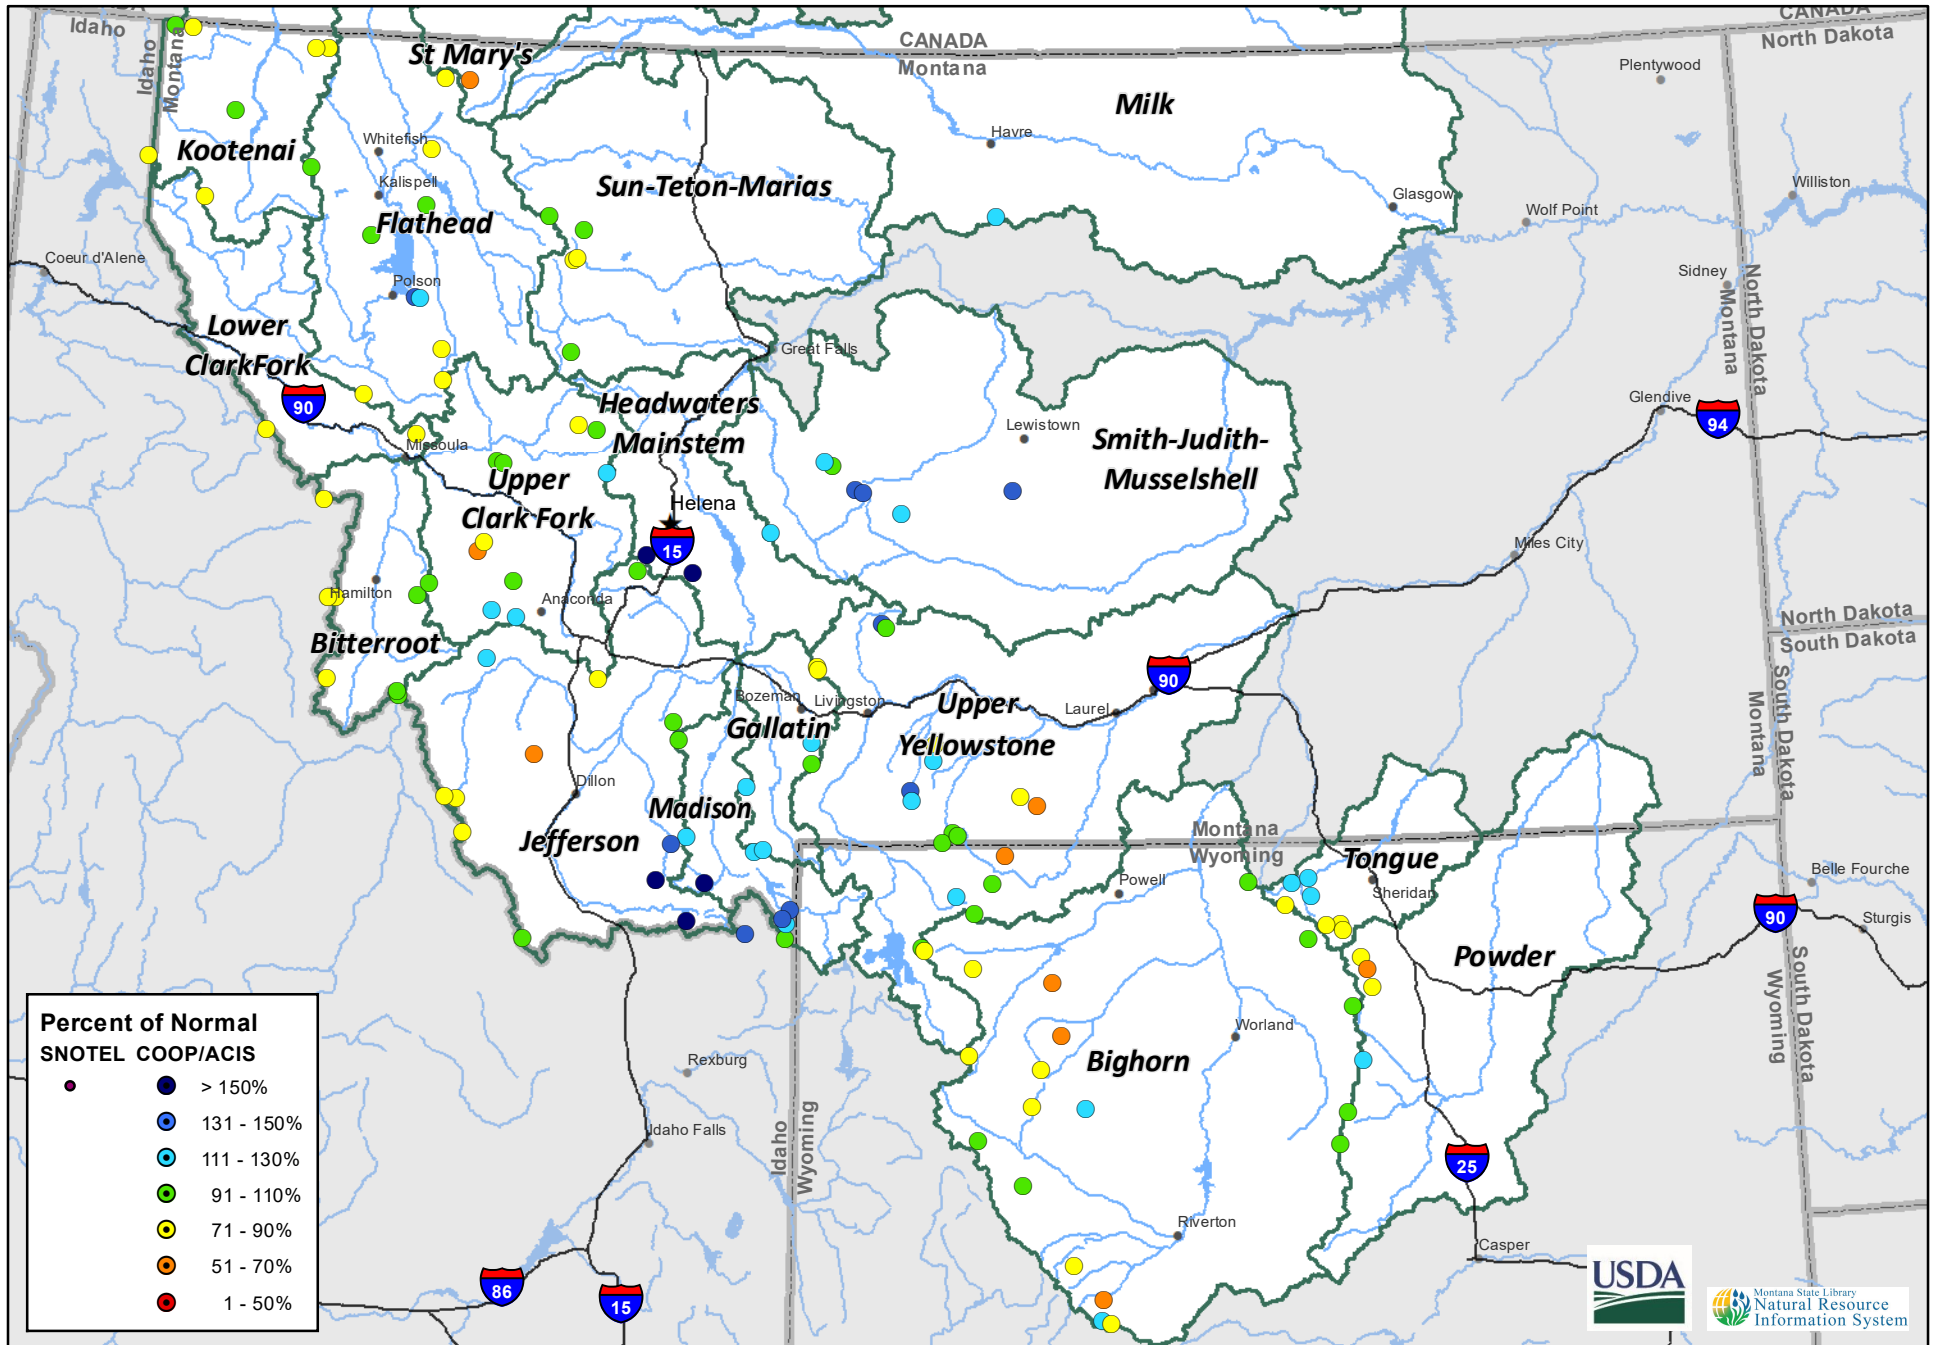 CANADA
North Dakota
Idaho
Idaho
Montana
St Mary's
CANADA
Montana
Plentywood
Milk
Havre
Whitefish
Kootenai
Kalispell
Sun-Teton-Marias
Glasgow
Williston
Wolf Point
Flathead
Coeur d'Alene
Polson
Sidney
North Dakota
Montana
Lower
ClarkFork
Great Falls
90
Headwaters
Mainstem
Glendive
94
Lewistown
Smith-Judith-
Musselshell
Missoula
Upper
Clark Fork
Helena
15
Miles City
Hamilton
Anaconda
North Dakota
South Dakota
Bitterroot
90
South Dakota
Montana
Bozeman
Livingston
Laurel
Gallatin
Upper
Yellowstone
Dillon
Madison
Jefferson
Montana
Wyoming
Tongue
Powell
Sheridan
Belle Fourche
90
Sturgis
Powder
South Dakota
Wyoming
Percent of Normal
SNOTEL COOP/ACIS
> 150%
131 - 150%
111 - 130%
91 - 110%
71 - 90%
51 - 70%
1 - 50%
Worland
Rexburg
Bighorn
Idaho Falls
Idaho
Wyoming
25
Riverton
Casper
86
15
USDA
Montana State Library
Natural Resource
Information System